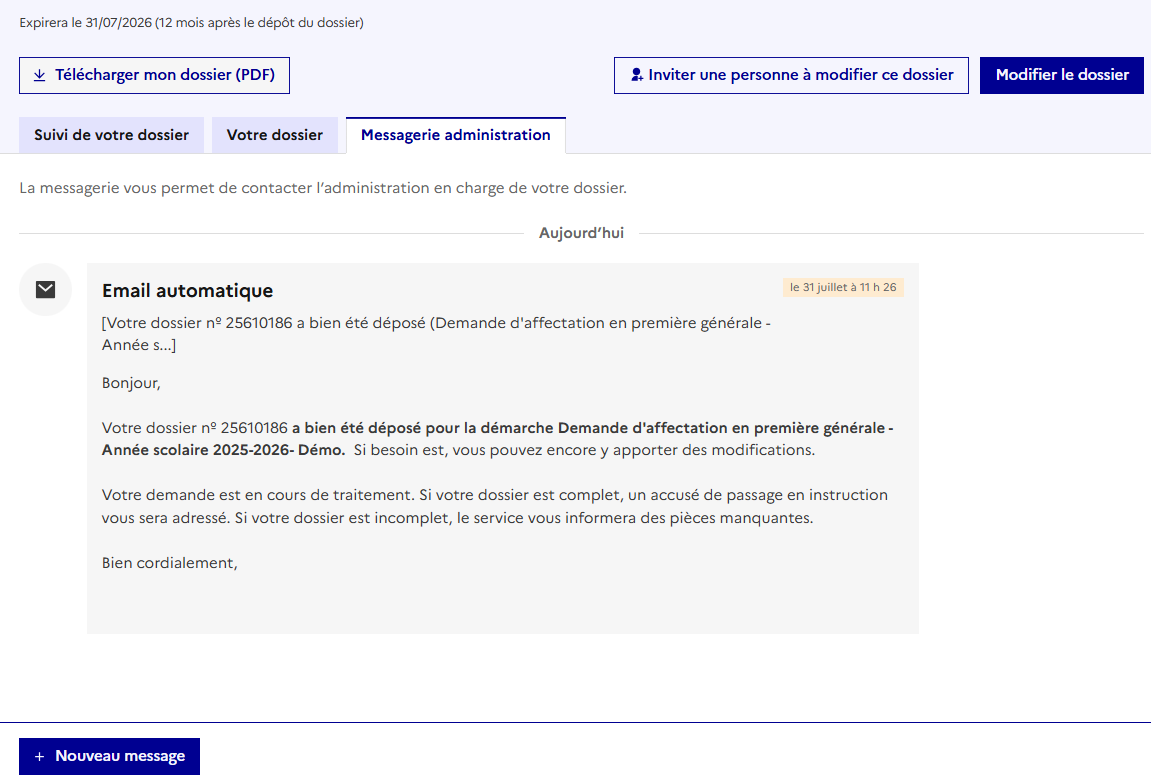 Expirera le 31/07/2026 (12 mois après le dépôt du dossier)
Télécharger mon dossier (PDF)
Inviter une personne à modifier ce dossier
Modifier le dossier
Suivi de votre dossier
Votre dossier
Messagerie administration
La messagerie vous permet de contacter l’administration en charge de votre dossier.
Aujourd’hui
Email automatique
le 31 juillet à 11 h 26
[Votre dossier nº 25610186 a bien été déposé (Demande d'affectation en première générale -
Année s...]
Bonjour,
Votre dossier nº 25610186 a bien été déposé pour la démarche Demande d'affectation en première générale -
Année scolaire 2025-2026- Démo. Si besoin est, vous pouvez encore y apporter des modifications.
Votre demande est en cours de traitement. Si votre dossier est complet, un accusé de passage en instruction
vous sera adressé. Si votre dossier est incomplet, le service vous informera des pièces manquantes.
Bien cordialement,
+ Nouveau message